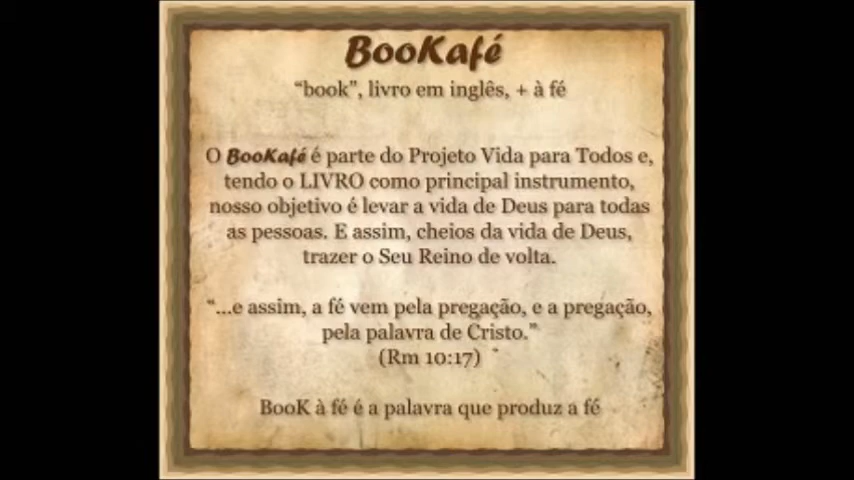 BooKafé
“book”, livro em inglês, + à fé
O BooKafé é parte do Projeto Vida para Todos e,
tendo o LIVRO como principal instrumento,
nosso objetivo é levar a vida de Deus para todas
as pessoas. E assim, cheios da vida de Deus,
trazer o Seu Reino de volta.
“...e assim, a fé vem pela pregação, e a pregação,
pela palavra de Cristo.”
(Rm 10:17)
BooK à fé é a palavra que produz a fé